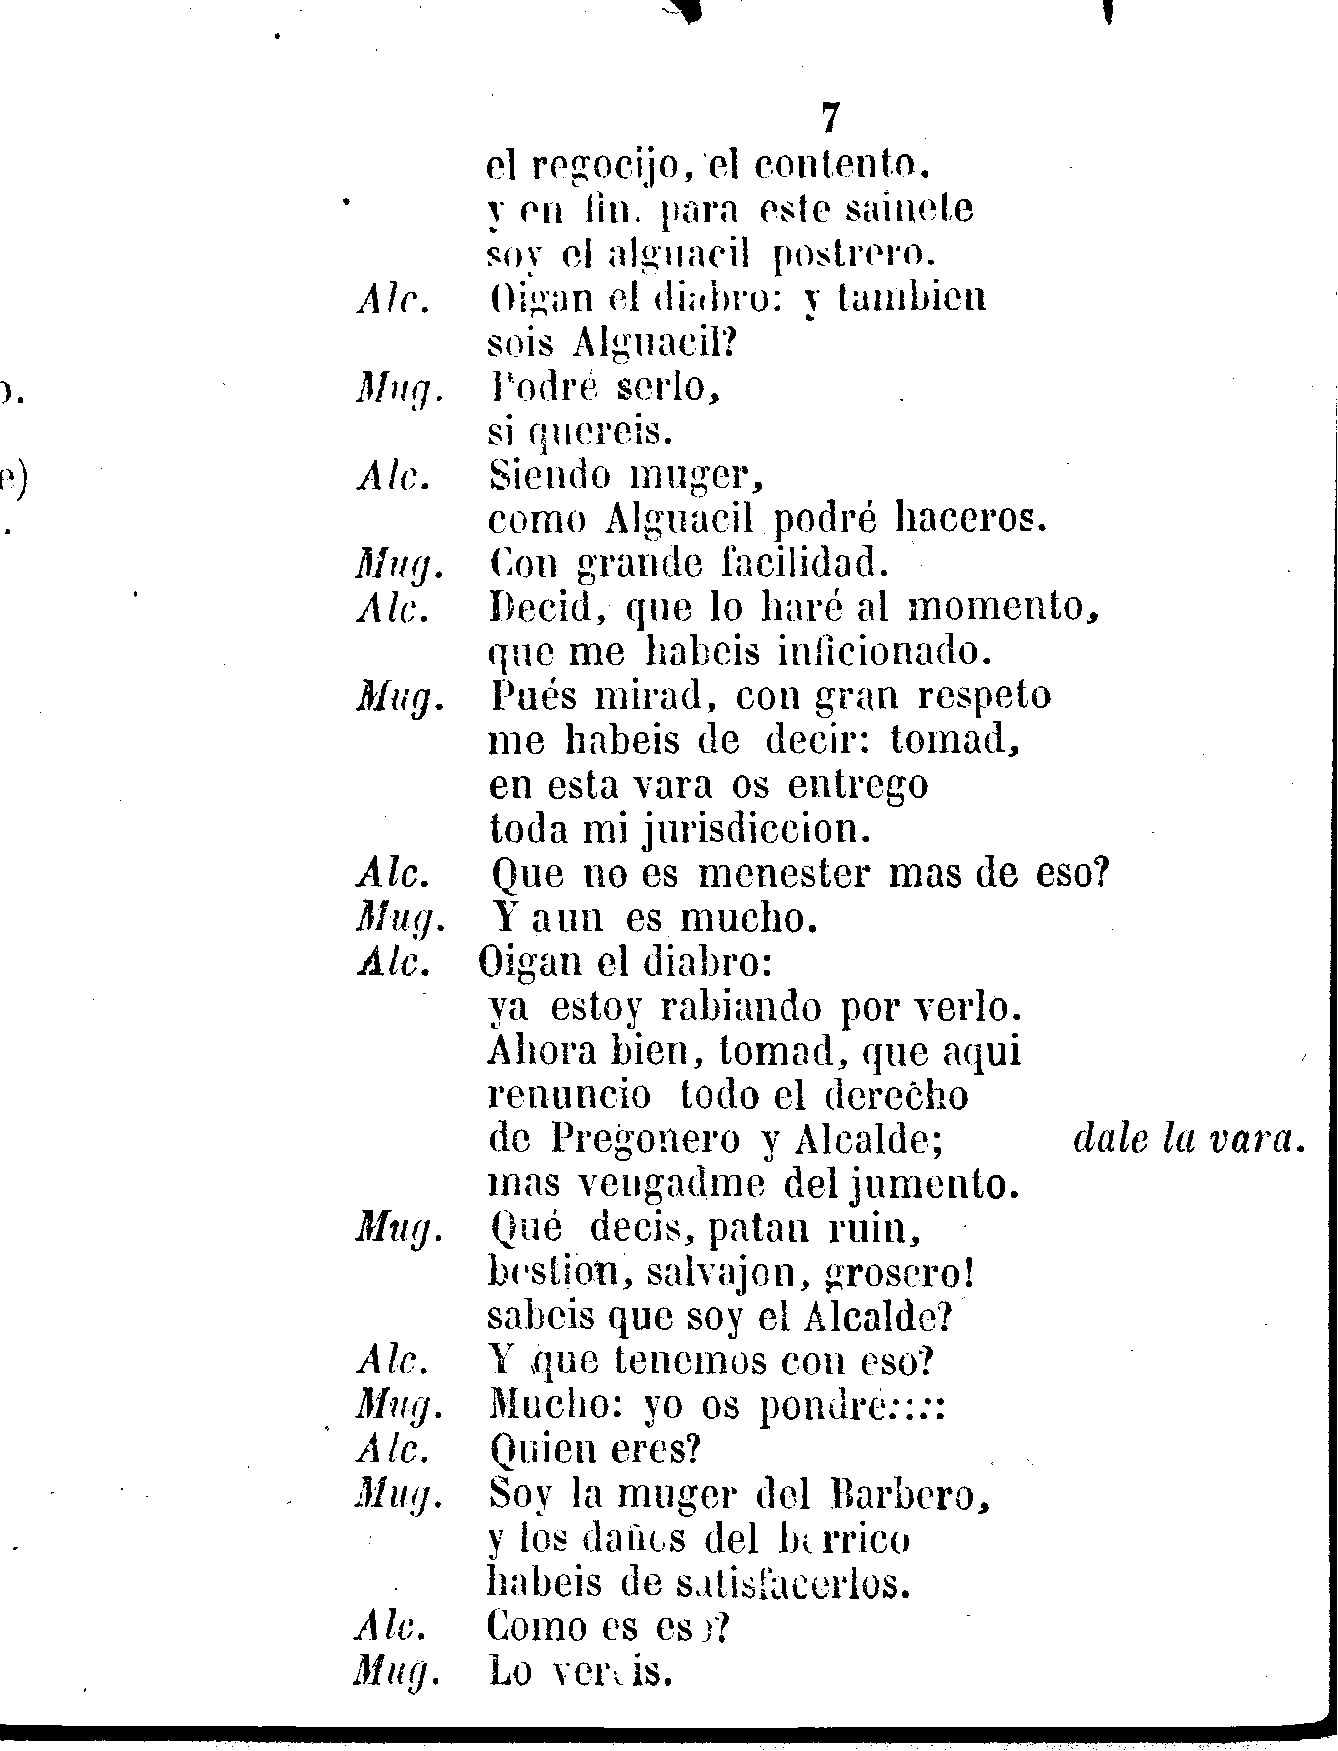 7
el regocijo, el contento.
y en fin. para este sainete
soy el alguacil postrero.
Alc. Oigan el diabro: y tambien
sois Alguacil?
Mug. Podré serlo,
si quereis.
Alc. Siendo muger,
como Alguacil podré haceros.
Mug. Con grande facilidad.
Alc. Decid, que lo haré al momento,
que me habeis inficionado.
Mug. Pués mirad, con gran respeto
me habeis de decir: tomad,
en esta vara os entrego
toda mi jurisdiccion.
Alc. Que no es menester mas de eso?
Mug. Y aun es mucho.
Alc. Oigan el diabro:
ya estoy rabiando por verlo.
Ahora bien, tomad, que aqui
renuncio todo el derecho
de Pregonero y Alcalde; dale la vara.
mas vengadme del jumento.
Mug. Qué decis, patan ruin,
bestion, salvajon, grosero!
sabeis que soy el Alcalde?
Alc. Y que tenemos con eso?
Mug. Mucho: yo os pondré:::::
Alc. Quien eres?
Mug. Soy la muger del Barbero,
y los daños del borrico
habeis de satisfacerlos.
Alc. Como es eso?
Mug. Lo vereis.